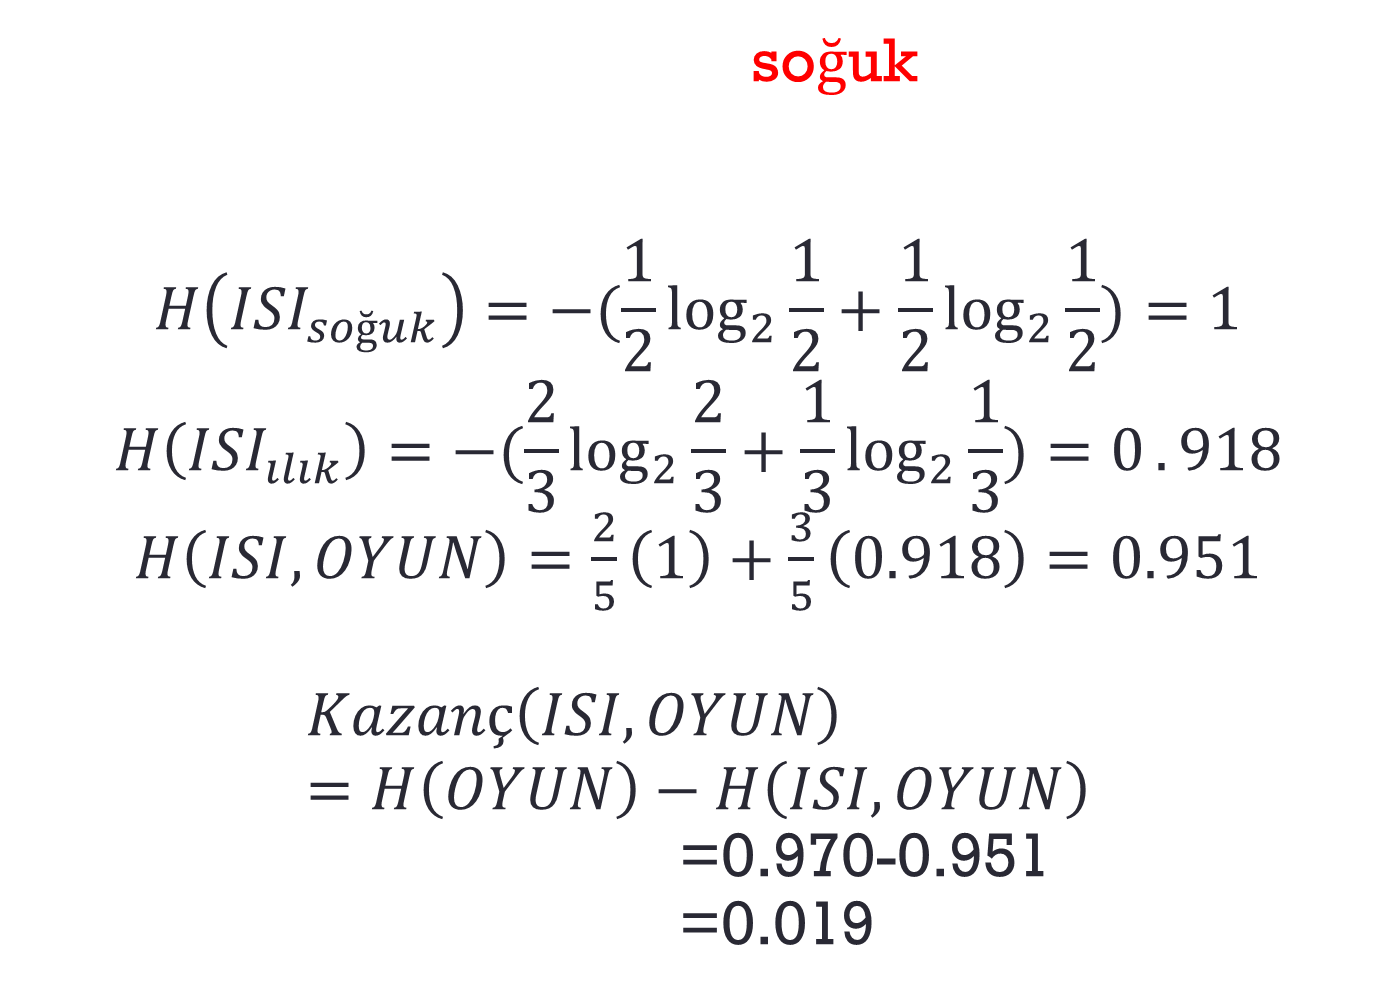 soğuk
H(ISI_soğuk) = −(1/2 log₂ 1/2 + 1/2 log₂ 1/2) = 1
H(ISI_ılık) = −(2/3 log₂ 2/3 + 1/3 log₂ 1/3) = 0.918
H(ISI, OYUN) = 2/5 (1) + 3/5 (0.918) = 0.951
Kazanç(ISI, OYUN)
= H(OYUN) − H(ISI, OYUN)
=0.970-0.951
=0.019